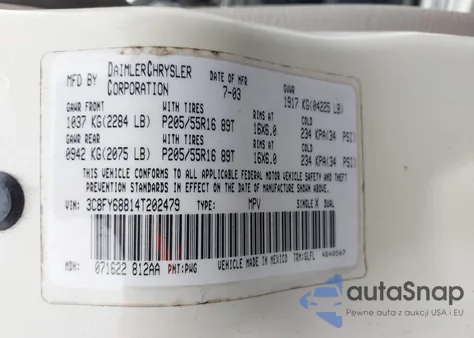 MFD BY DAIMLERCHRYSLER CORPORATION DATE OF MFR 7-03 GVWR 1917 KG(04225 LB)
GAWR FRONT WITH TIRES RIMS AT COLD
1037 KG(2284 LB) P205/55R16 89T 16X6.0 234 KPA(34 PSI)
GAWR REAR WITH TIRES RIMS AT COLD
0942 KG(2075 LB) P205/55R16 89T 16X6.0 234 KPA(34 PSI)
THIS VEHICLE CONFORMS TO ALL APPLICABLE FEDERAL MOTOR VEHICLE SAFETY AND THEFT
PREVENTION STANDARDS IN EFFECT ON THE DATE OF MANUFACTURE SHOWN ABOVE.
VIN: 3C8FY68814T202479 TYPE: MPV SINGLE X DUAL
MDH: 071622 812AA PNT:PWG VEHICLE MADE IN MEXICO TRM:GLFL
autaSnap
Pewne auta z aukcji USA i EU